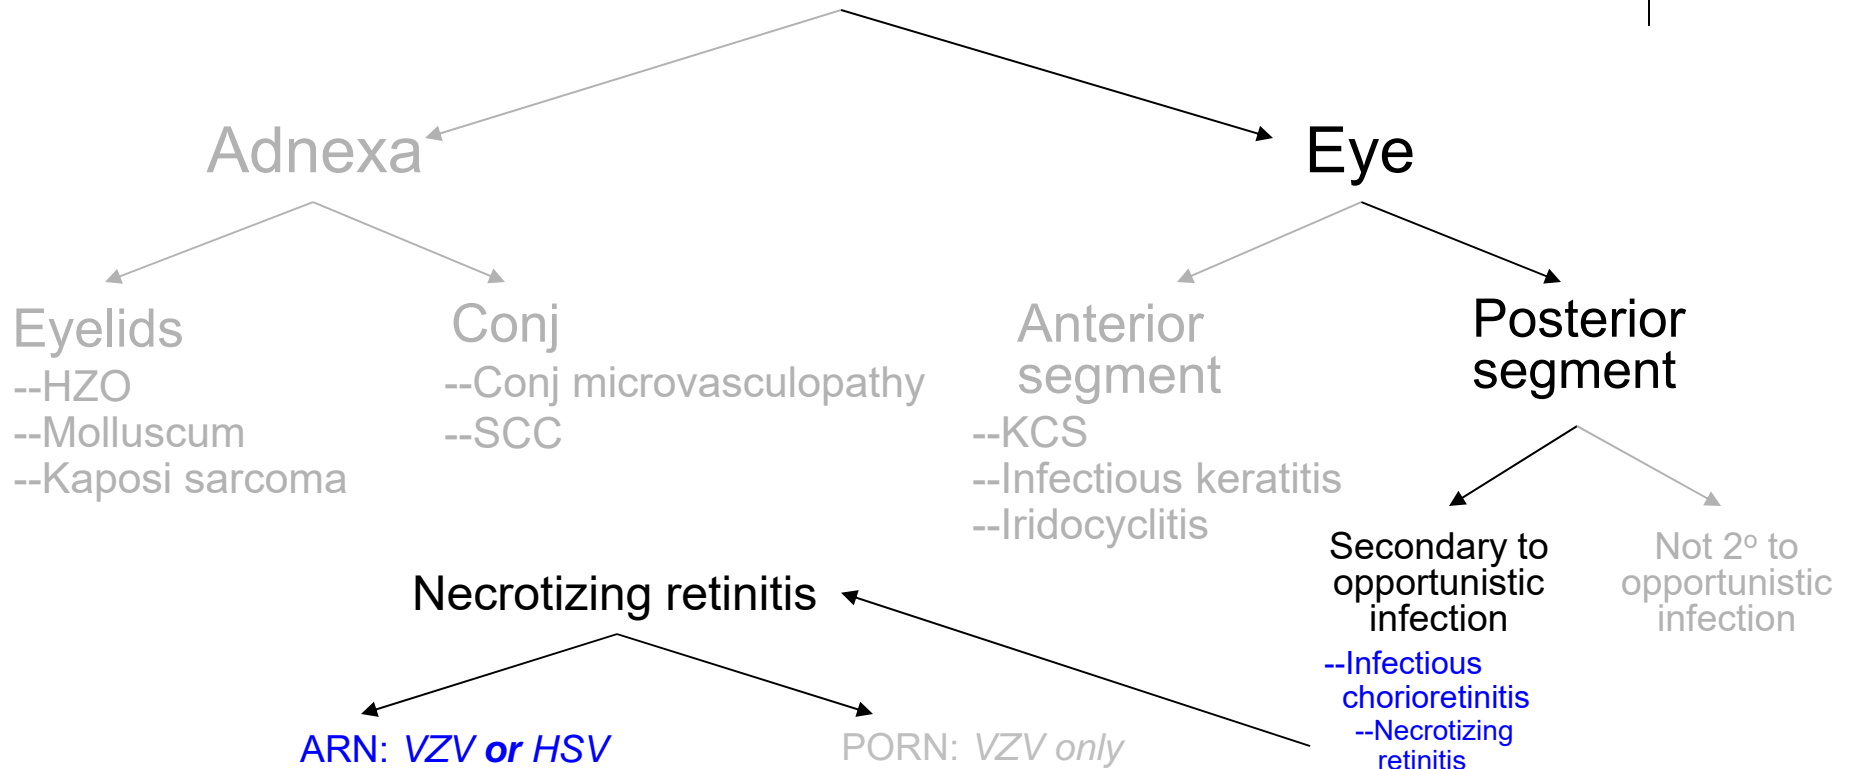 Adnexa
Eye
Eyelids
--HZO
--Molluscum
--Kaposi sarcoma
Conj
--Conj microvasculopathy
--SCC
Anterior
segment
--KCS
--Infectious keratitis
--Iridocyclitis
Posterior
segment
Secondary to
opportunistic
infection
--Infectious
chorioretinitis
--Necrotizing
retinitis
Not 2º to
opportunistic
infection
Necrotizing retinitis
ARN: VZV or HSV
PORN: VZV only